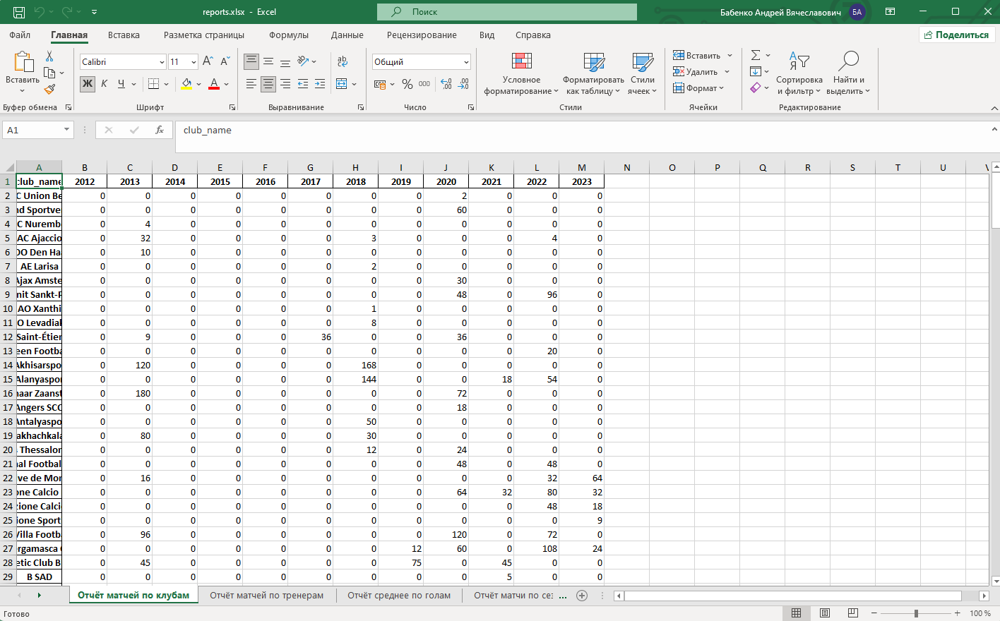 reports.xlsx - Excel
Поиск
Бабенко Андрей Вячеславович БА
Файл Главная Вставка Разметка страницы Формулы Данные Рецензирование Вид Справка Поделиться
Вставить
Буфер обмена
Calibri 11
Ж К Ч А
Шрифт
Выравнивание
Общий
% 000
Число
Условное форматирование
Форматировать как таблицу
Стили ячеек
Стили
Вставить
Удалить
Формат
Ячейки
Сортировка и фильтр
Найти и выделить
Редактирование
A1 fx club_name
A B C D E F G H I J K L M N O P Q R S T U V
1 club_name 2012 2013 2014 2015 2016 2017 2018 2019 2020 2021 2022 2023
2 C Union Be 0 0 0 0 0 0 0 0 2 0 0 0
3 nd Sportve 0 0 0 0 0 0 0 0 60 0 0 0
4 C Nuremb 0 4 0 0 0 0 0 0 0 0 0 0
5 AC Ajaccio 0 32 0 0 0 0 3 0 0 0 4 0
6 DO Den Ha 0 10 0 0 0 0 0 0 0 0 0 0
7 AE Larisa 0 0 0 0 0 0 2 0 0 0 0 0
8 Ajax Amste 0 0 0 0 0 0 0 0 30 0 0 0
9 nit Sankt-P 0 0 0 0 0 0 0 0 48 0 96 0
10 AO Xanthi 0 0 0 0 0 0 1 0 0 0 0 0
11 O Levadial 0 0 0 0 0 0 8 0 0 0 0 0
12 Saint-Étien 0 9 0 0 0 36 0 0 36 0 0 0
13 een Footba 0 0 0 0 0 0 0 0 0 0 20 0
14 Akhisarspo 0 120 0 0 0 0 168 0 0 0 0 0
15 Alanyaspor 0 0 0 0 0 0 144 0 0 18 54 0
16 naar Zaanst 0 180 0 0 0 0 0 0 72 0 0 0
17 Angers SCO 0 0 0 0 0 0 0 0 18 0 0 0
18 Antalyaspo 0 0 0 0 0 0 50 0 0 0 0 0
19 akhachkala 0 80 0 0 0 0 30 0 0 0 0 0
20 s Thessalor 0 0 0 0 0 0 12 0 24 0 0 0
21 nal Football 0 0 0 0 0 0 0 0 48 0 48 0
22 ve de Mon 0 16 0 0 0 0 0 0 0 0 32 64
23 one Calcio 0 0 0 0 0 0 0 0 64 32 80 32
24 zione Calci 0 0 0 0 0 0 0 0 0 0 48 18
25 ione Sport 0 0 0 0 0 0 0 0 0 0 0 9
26 Villa Footba 0 96 0 0 0 0 0 0 120 0 72 0
27 ergamasca 0 0 0 0 0 0 0 12 60 0 108 24
28 etic Club B 0 45 0 0 0 0 0 75 0 45 0 0
29 B SAD 0 0 0 0 0 0 0 0 0 5 0 0
Отчёт матчей по клубам Отчёт матчей по тренерам Отчёт среднее по голам Отчёт матчи по сез ...
Готово 100 %